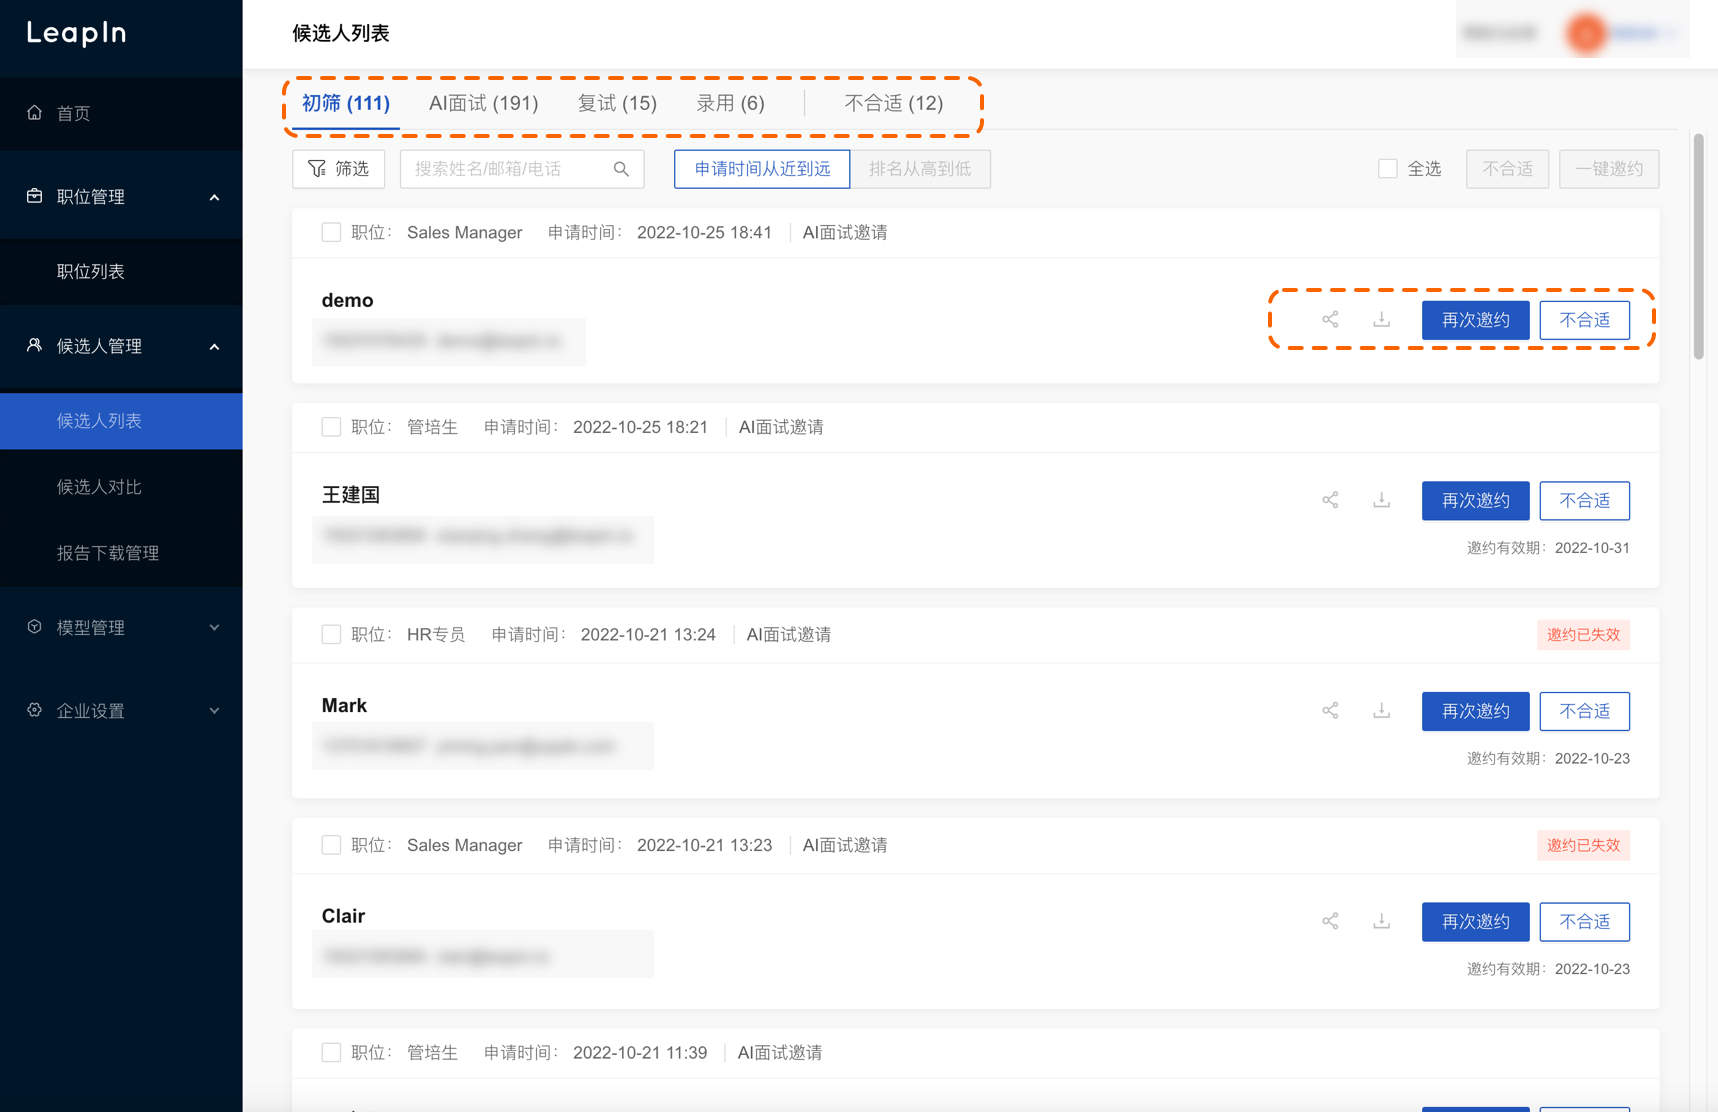 LeapIn
首页
职位管理
职位列表
候选人管理
候选人列表
候选人对比
报告下载管理
模型管理
企业设置
候选人列表
初筛 (111) AI面试 (191) 复试 (15) 录用 (6) 不合适 (12)
筛选 搜索姓名/邮箱/电话 申请时间从近到远 排名从高到低 全选 不合适 一键邀约
职位： Sales Manager 申请时间： 2022-10-25 18:41 AI面试邀请
demo
再次邀约 不合适
职位： 管培生 申请时间： 2022-10-25 18:21 AI面试邀请
王建国
再次邀约 不合适
邀约有效期： 2022-10-31
职位： HR专员 申请时间： 2022-10-21 13:24 AI面试邀请 邀约已失效
Mark
再次邀约 不合适
邀约有效期： 2022-10-23
职位： Sales Manager 申请时间： 2022-10-21 13:23 AI面试邀请 邀约已失效
Clair
再次邀约 不合适
邀约有效期： 2022-10-23
职位： 管培生 申请时间： 2022-10-21 11:39 AI面试邀请